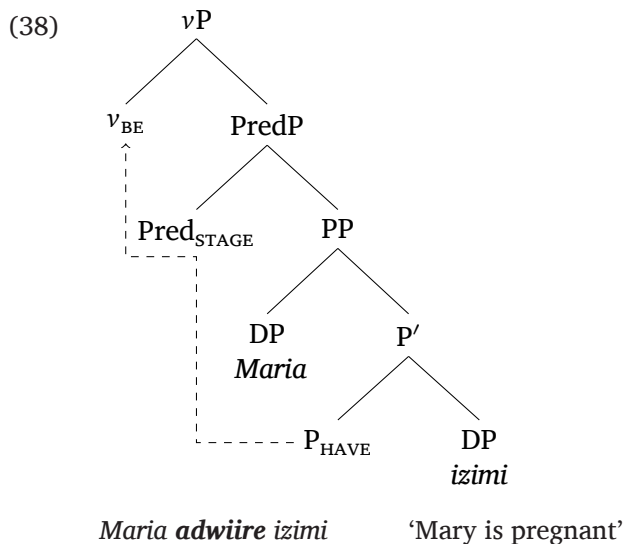 (38)
vP
vBE
PredP
PredSTAGE
PP
DP
Maria
P′
PHAVE
DP
izimi
Maria adwiire izimi ‘Mary is pregnant’